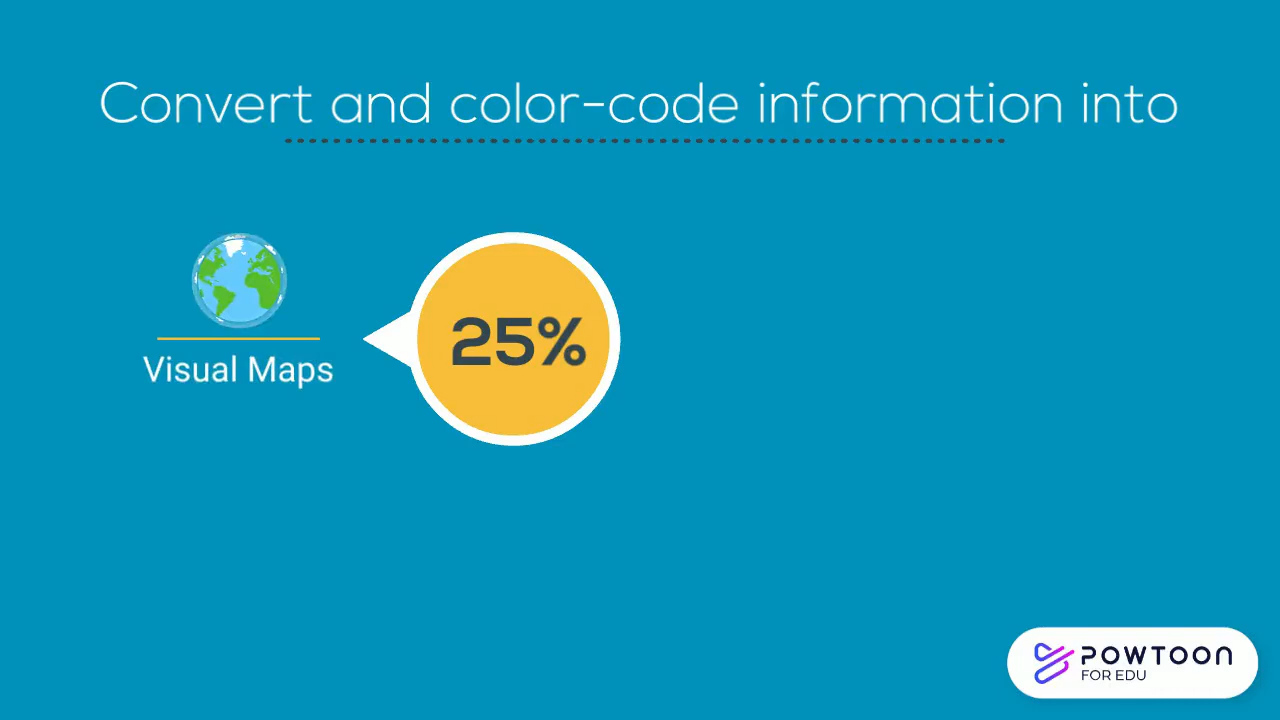 Convert and color-code information into
Visual Maps
25%
POWTOON
FOR EDU